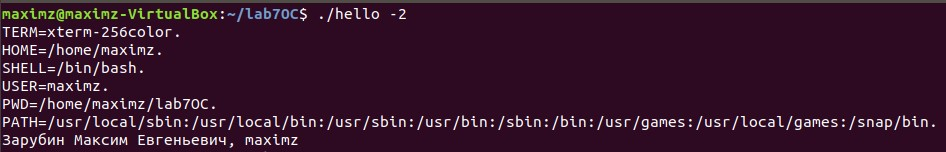 maximz@maximz-VirtualBox:~/lab7OC$ ./hello -2
TERM=xterm-256color.
HOME=/home/maximz.
SHELL=/bin/bash.
USER=maximz.
PWD=/home/maximz/lab7OC.
PATH=/usr/local/sbin:/usr/local/bin:/usr/sbin:/usr/bin:/sbin:/bin:/usr/games:/usr/local/games:/snap/bin.
Зарубин Максим Евгеньевич, maximz